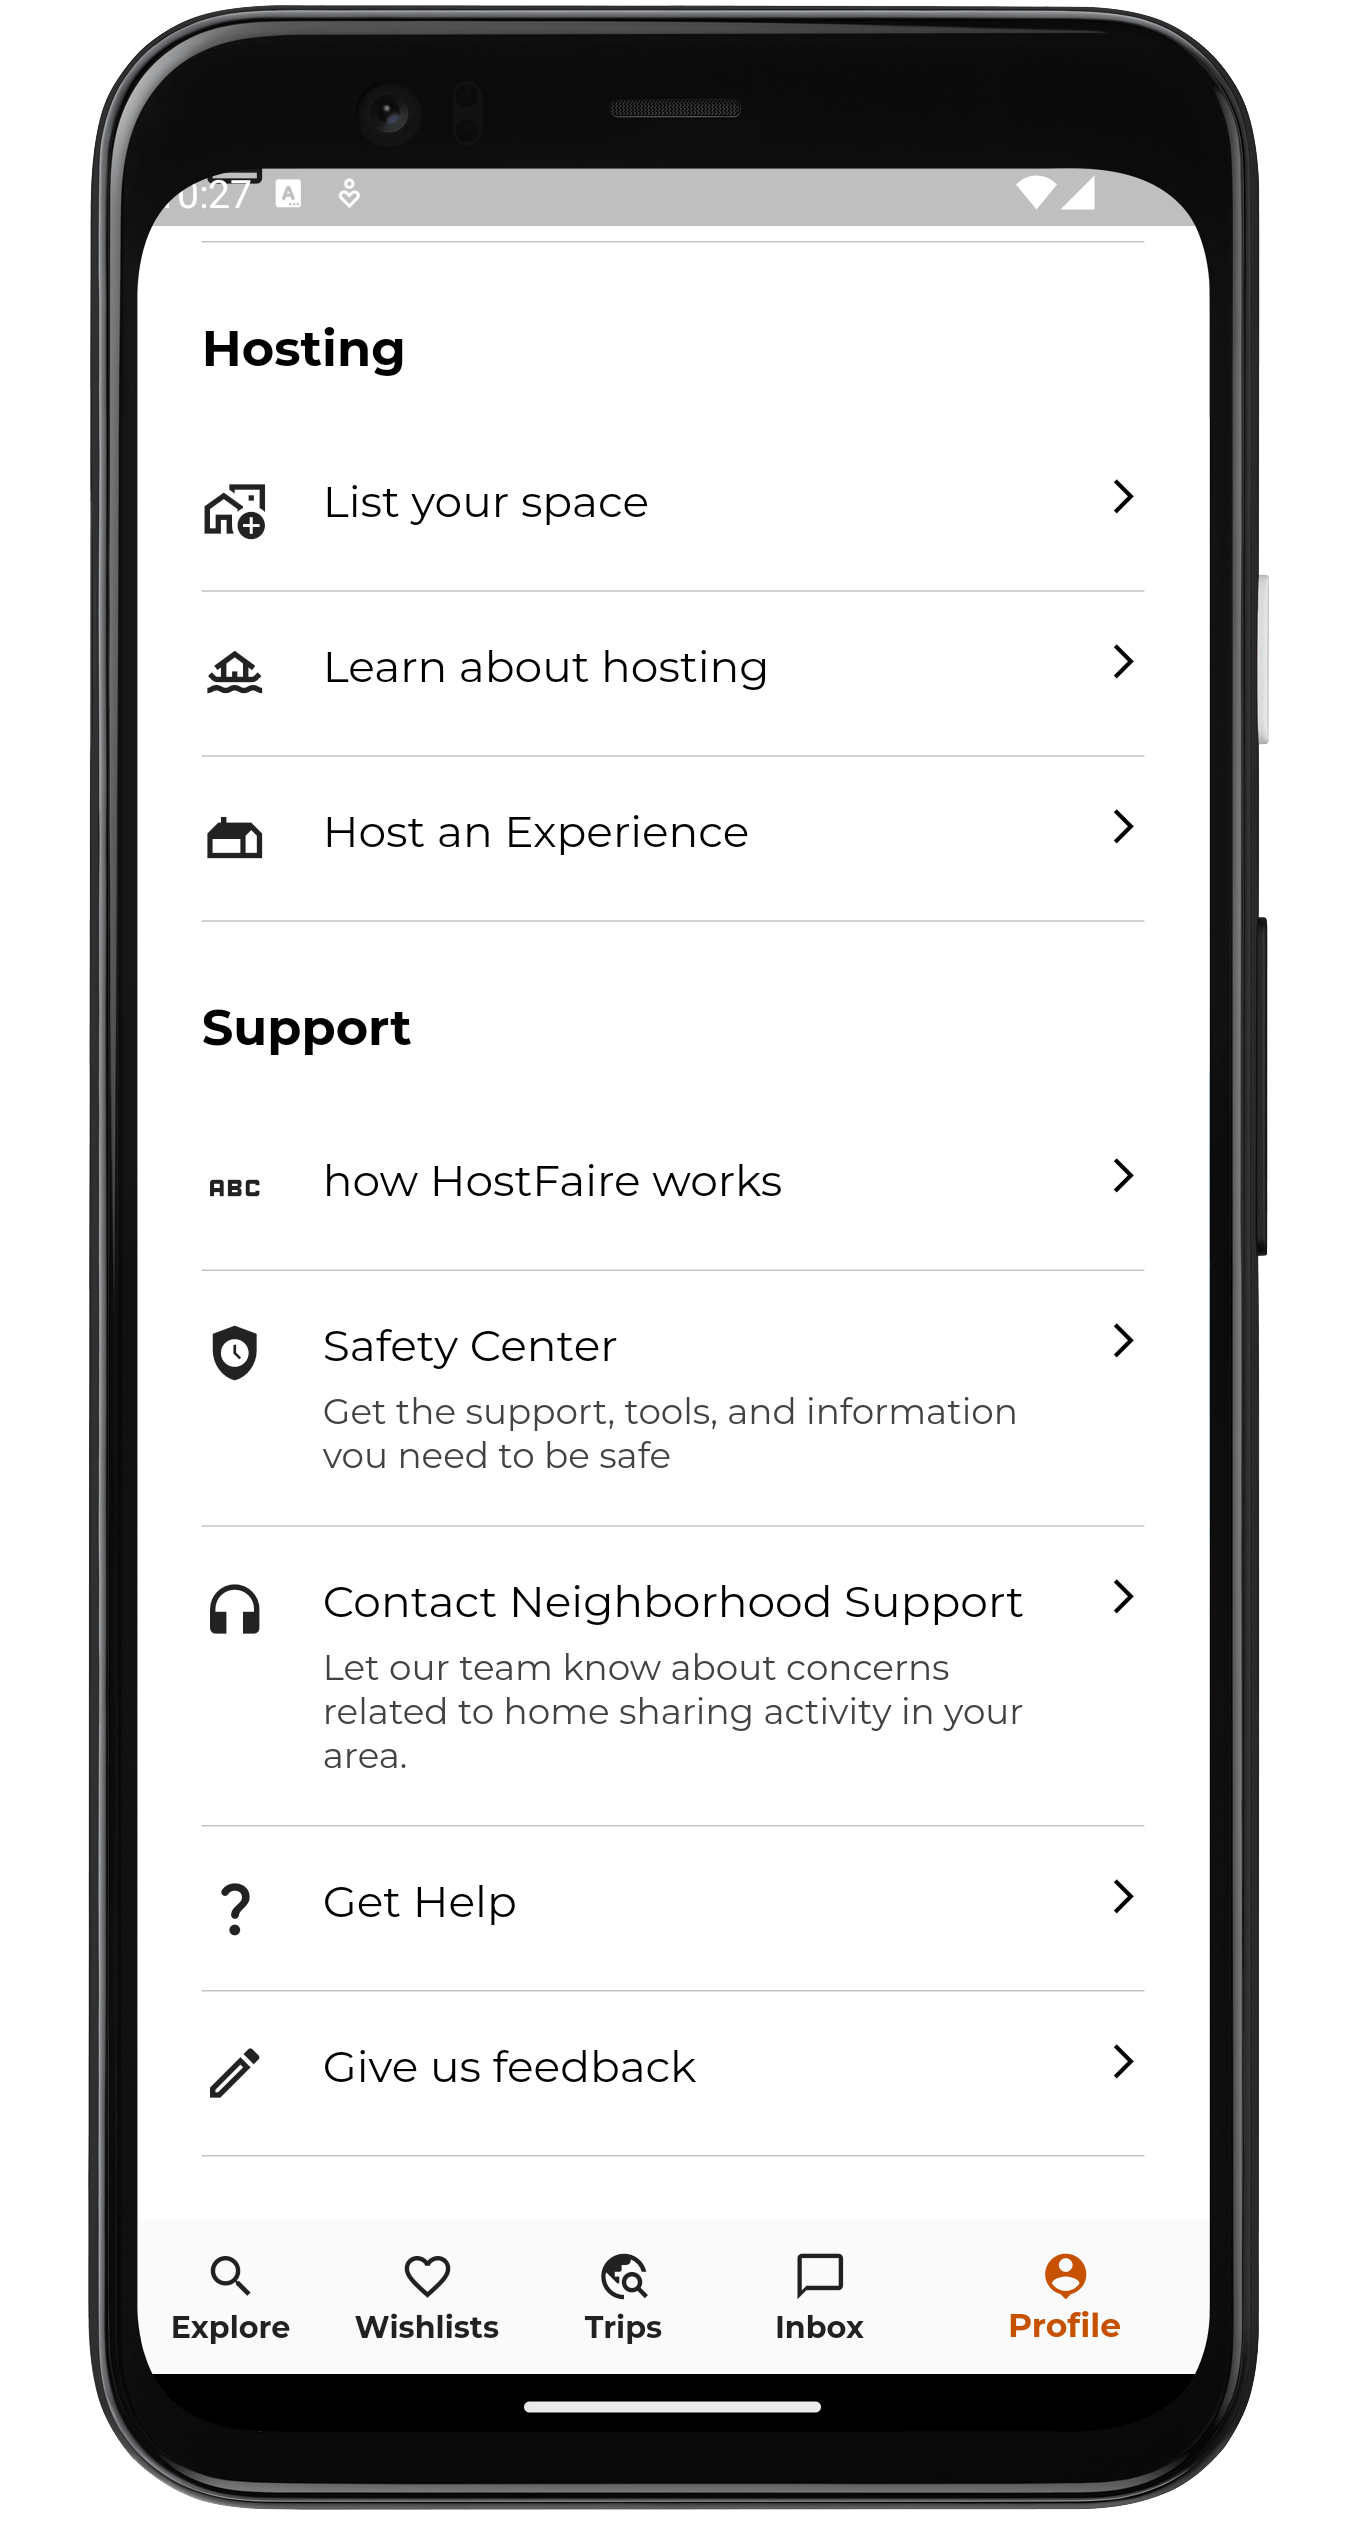 10:27
Hosting
List your space
Learn about hosting
Host an Experience
Support
ABC how HostFaire works
Safety Center
Get the support, tools, and information
vou need to be safe
Contact Neighborhood Support
Let our team know about concerns
related to home sharing activity in your
area.
? Get Help
Give us feedback
Explore Wishlists Trips Inbox Profile